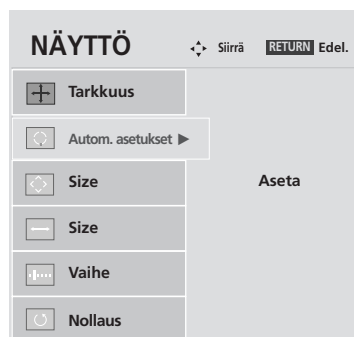 NÄYTTÖ Siirrä RETURN Edel.
Tarkkuus
Autom. asetukset ►
Size Aseta
Size
Vaihe
Nollaus